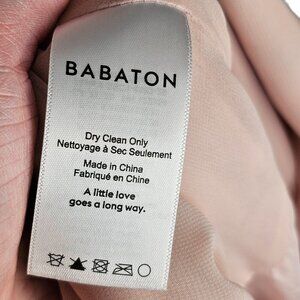 BABATON
Dry Clean Only
Nettoyage à Sec Seulement
Made in China
Fabriqué en Chine
A little love
goes a long way.